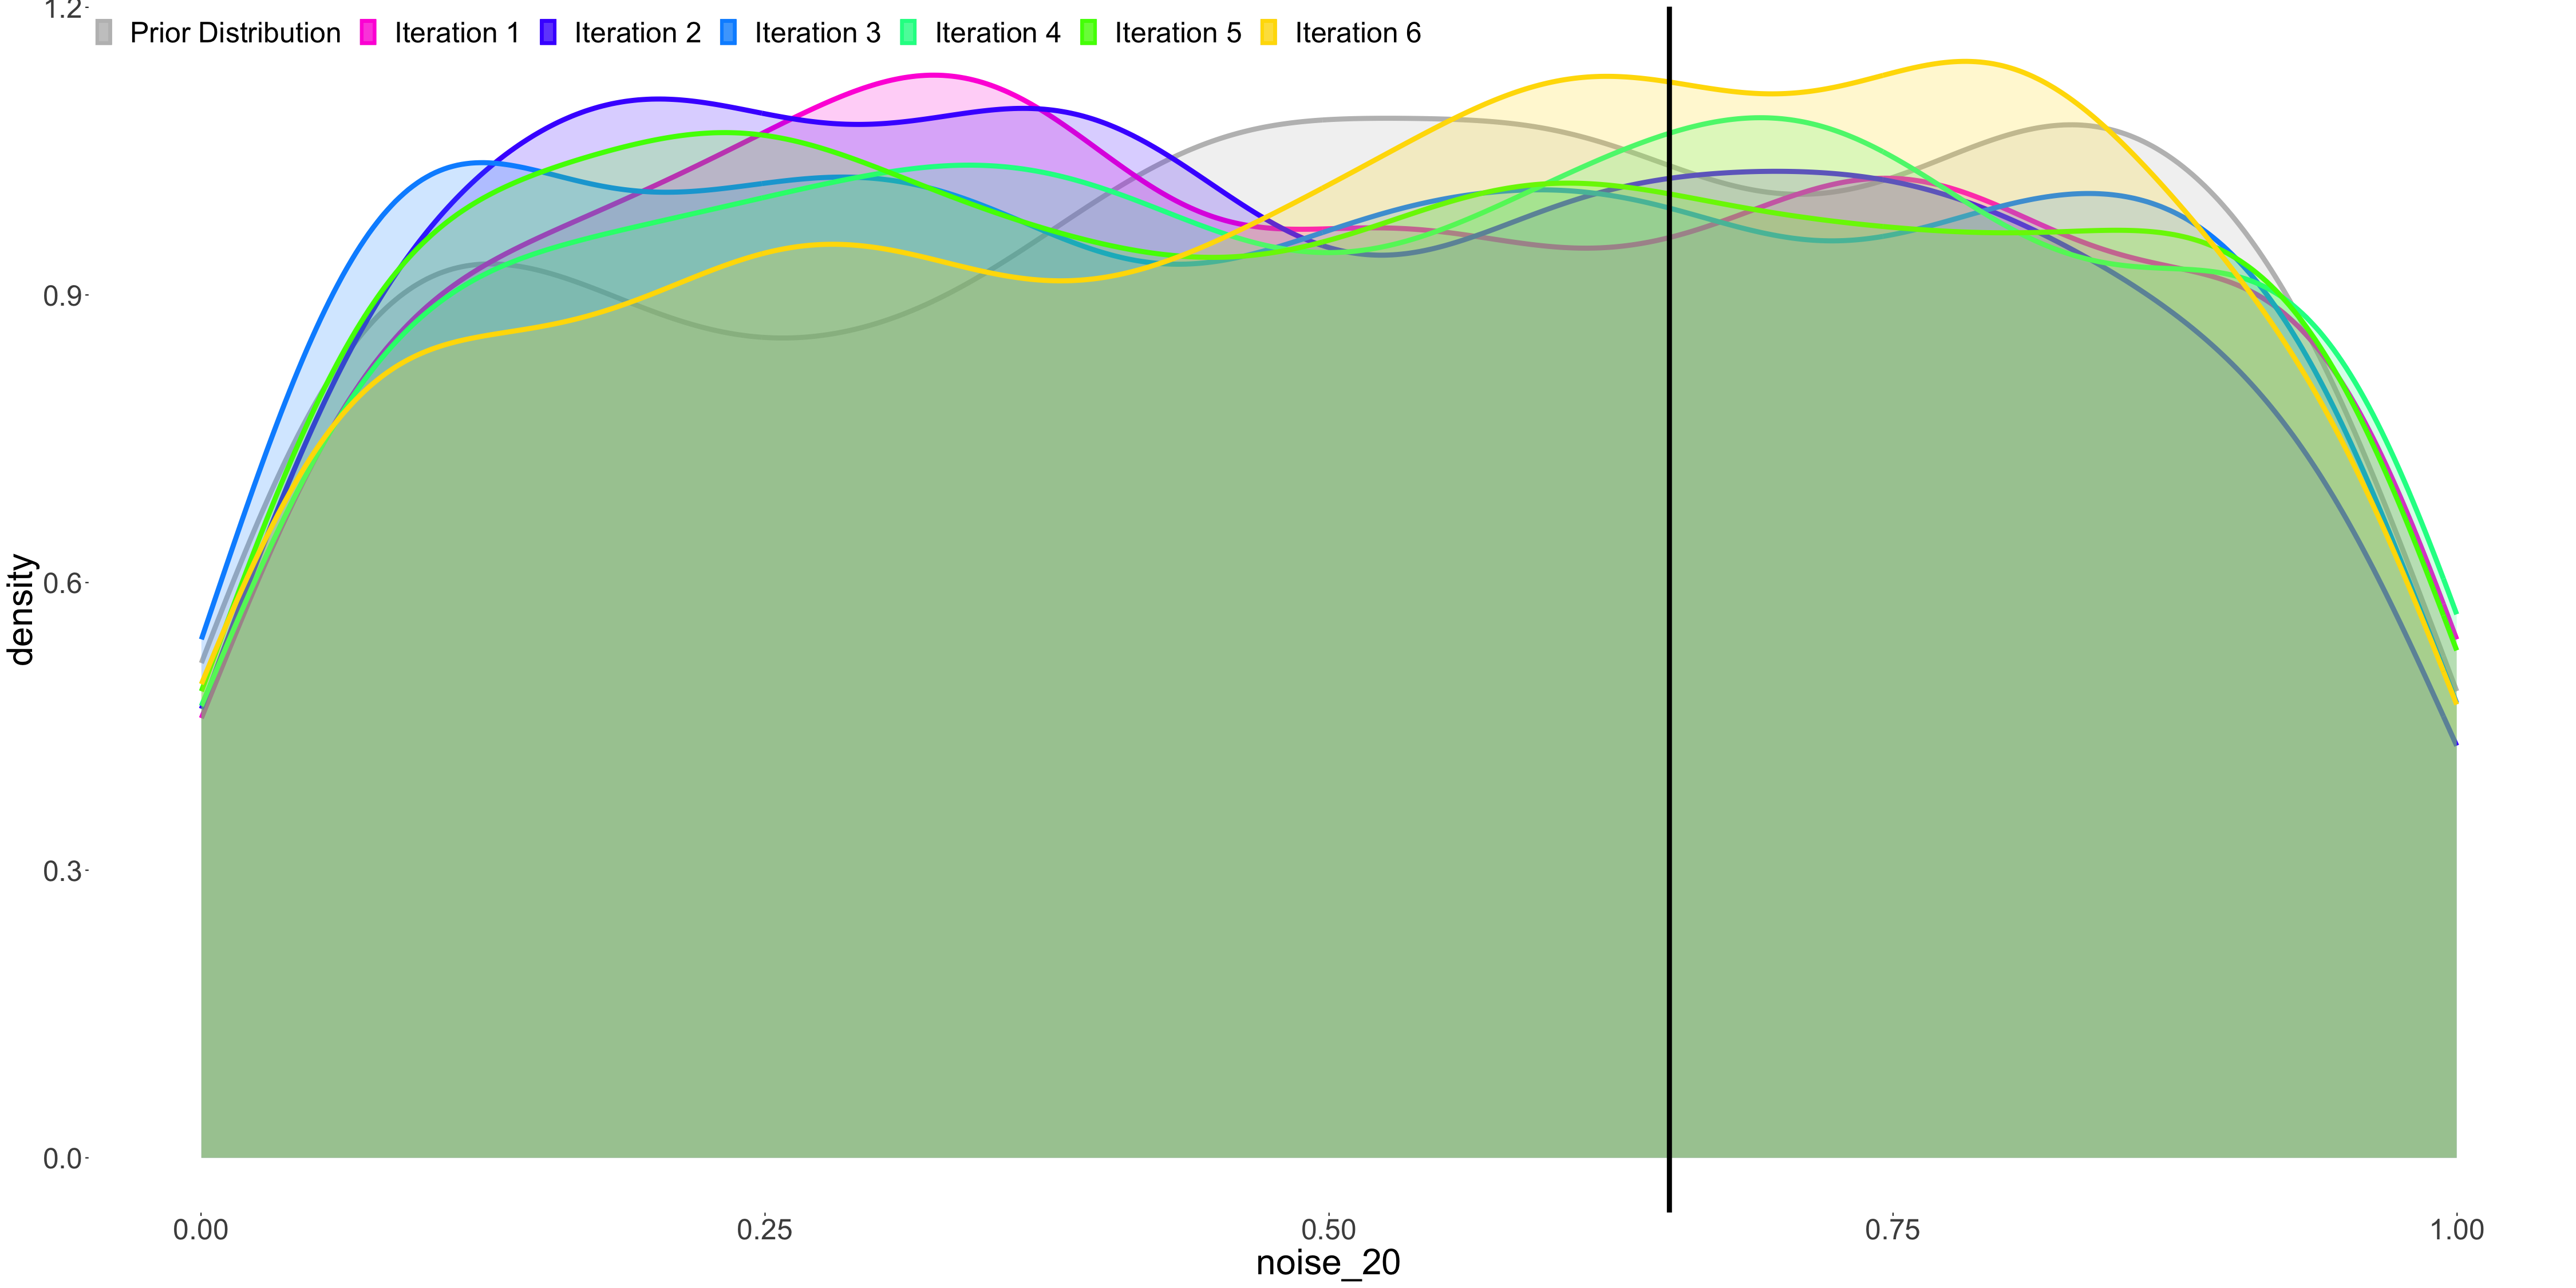 1.2
Prior Distribution Iteration 1 Iteration 2 Iteration 3 Iteration 4 Iteration 5 Iteration 6
0.9
0.6
density
0.3
0.0
0.00 0.25 0.50 0.75 1.00
noise_20